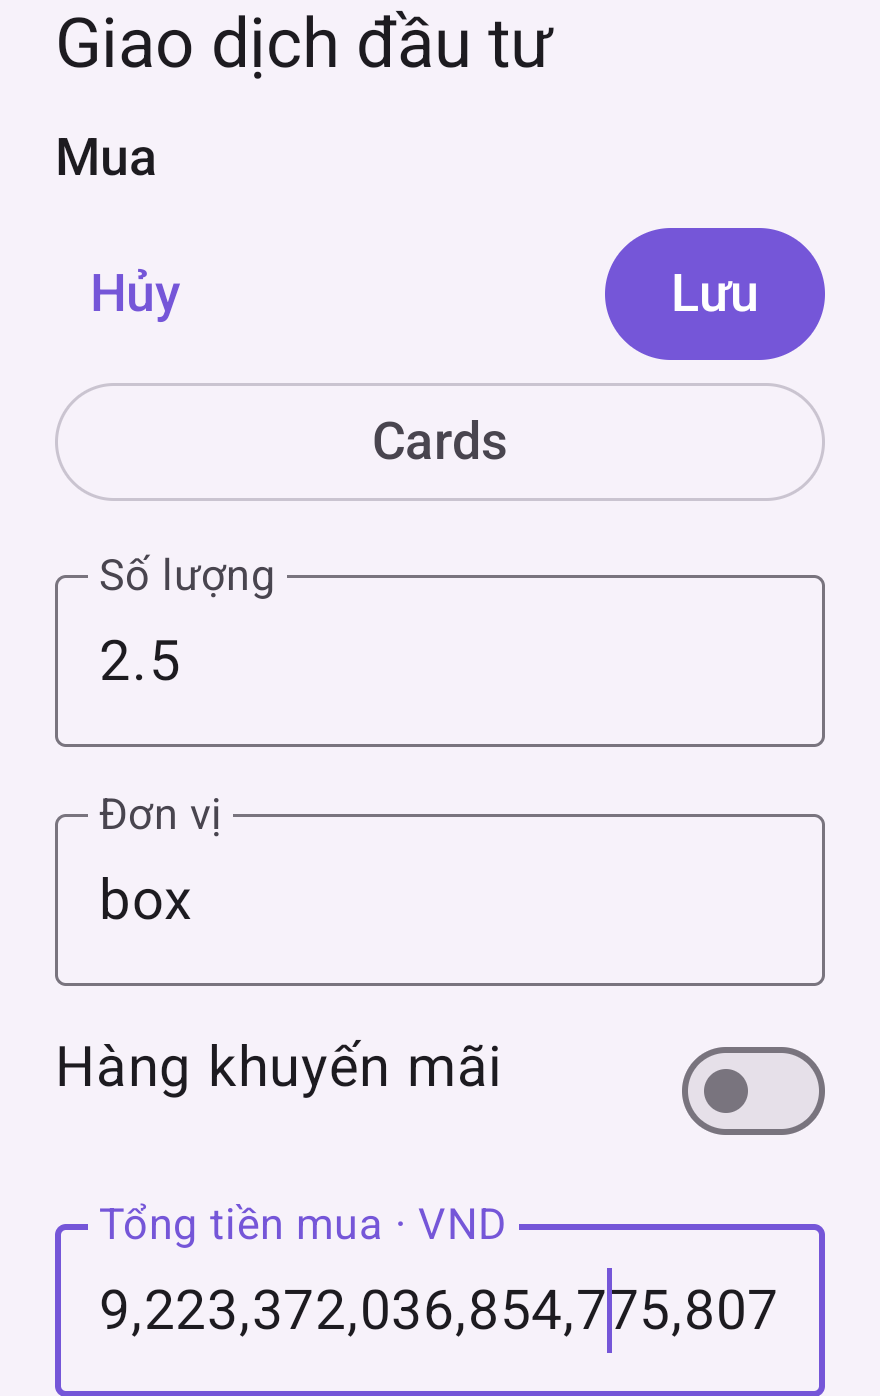 Giao dịch đầu tư
Mua
Hủy
Lưu
Cards
Số lượng
2.5
Đơn vị
box
Hàng khuyến mãi
Tổng tiền mua · VND
9,223,372,036,854,775,807